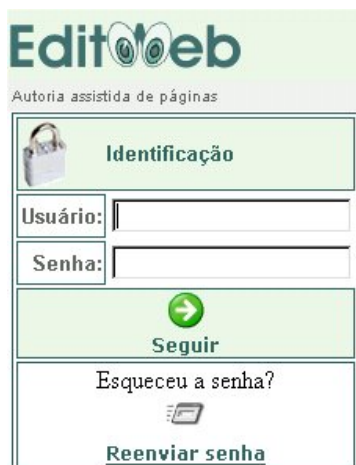 EditWeb
Autoria assistida de páginas
Identificação
Usuário:
Senha:
Seguir
Esqueceu a senha?
Reenviar senha